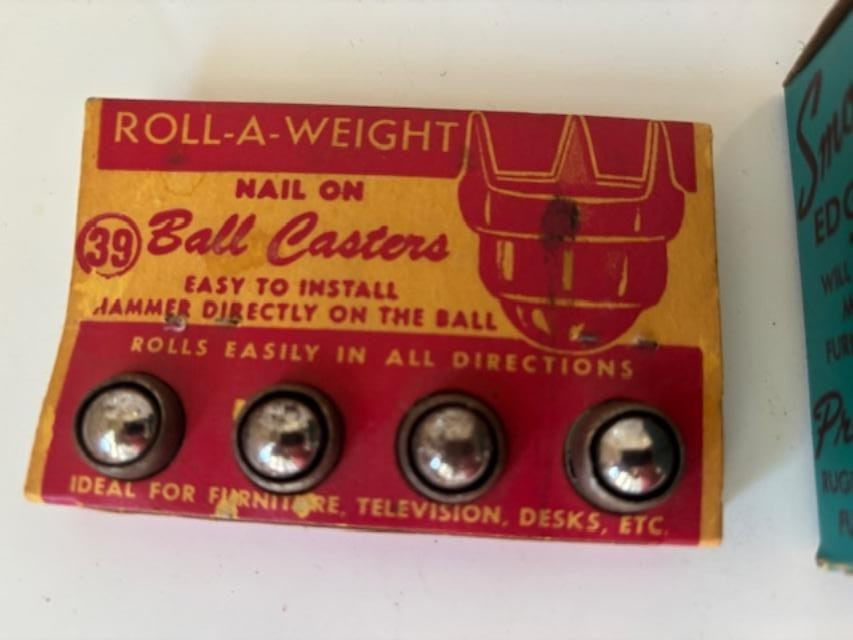 ROLL-A-WEIGHT
NAIL ON
39 Ball Casters
EASY TO INSTALL
HAMMER DIRECTLY ON THE BALL
ROLLS EASILY IN ALL DIRECTIONS
IDEAL FOR FURNITURE, TELEVISION, DESKS, ETC.
WILL